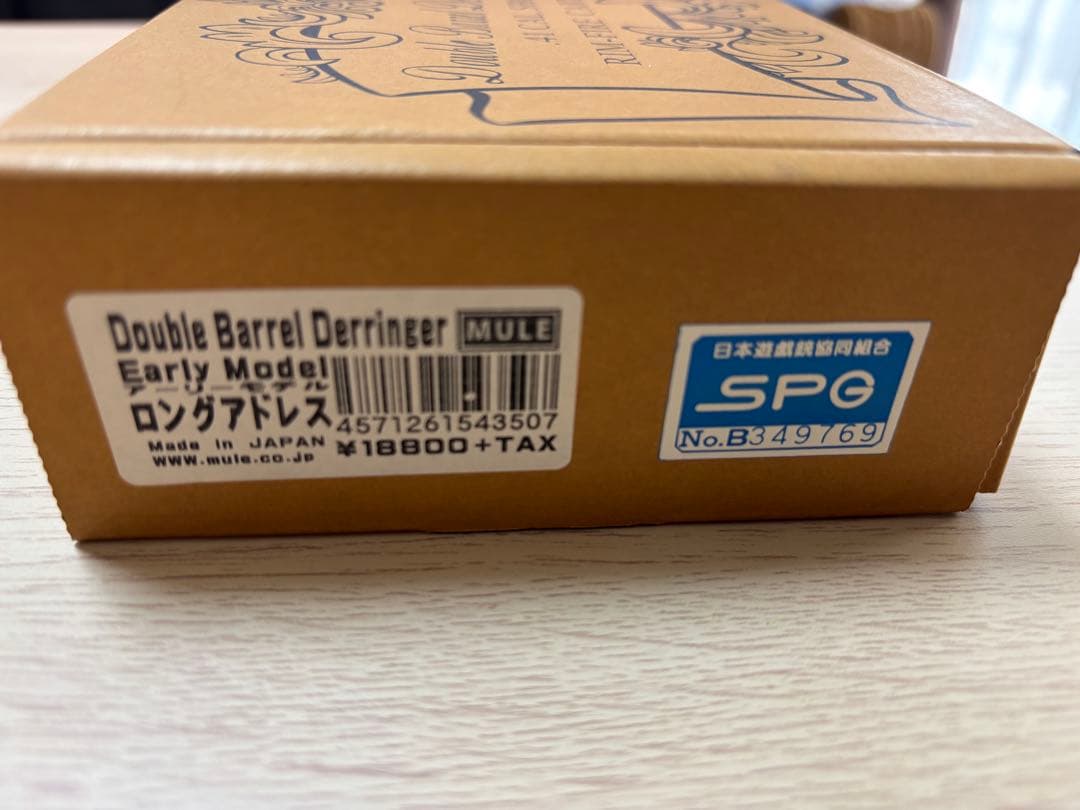 Double Barrel
Double Barrel Derringer MULE
Early Model
アーリーモデル
ロングアドレス
4571261543507
Made in JAPAN
¥18800+TAX
www.mule.co.jp
日本遊戯銃協同組合
SPG
No.B349769